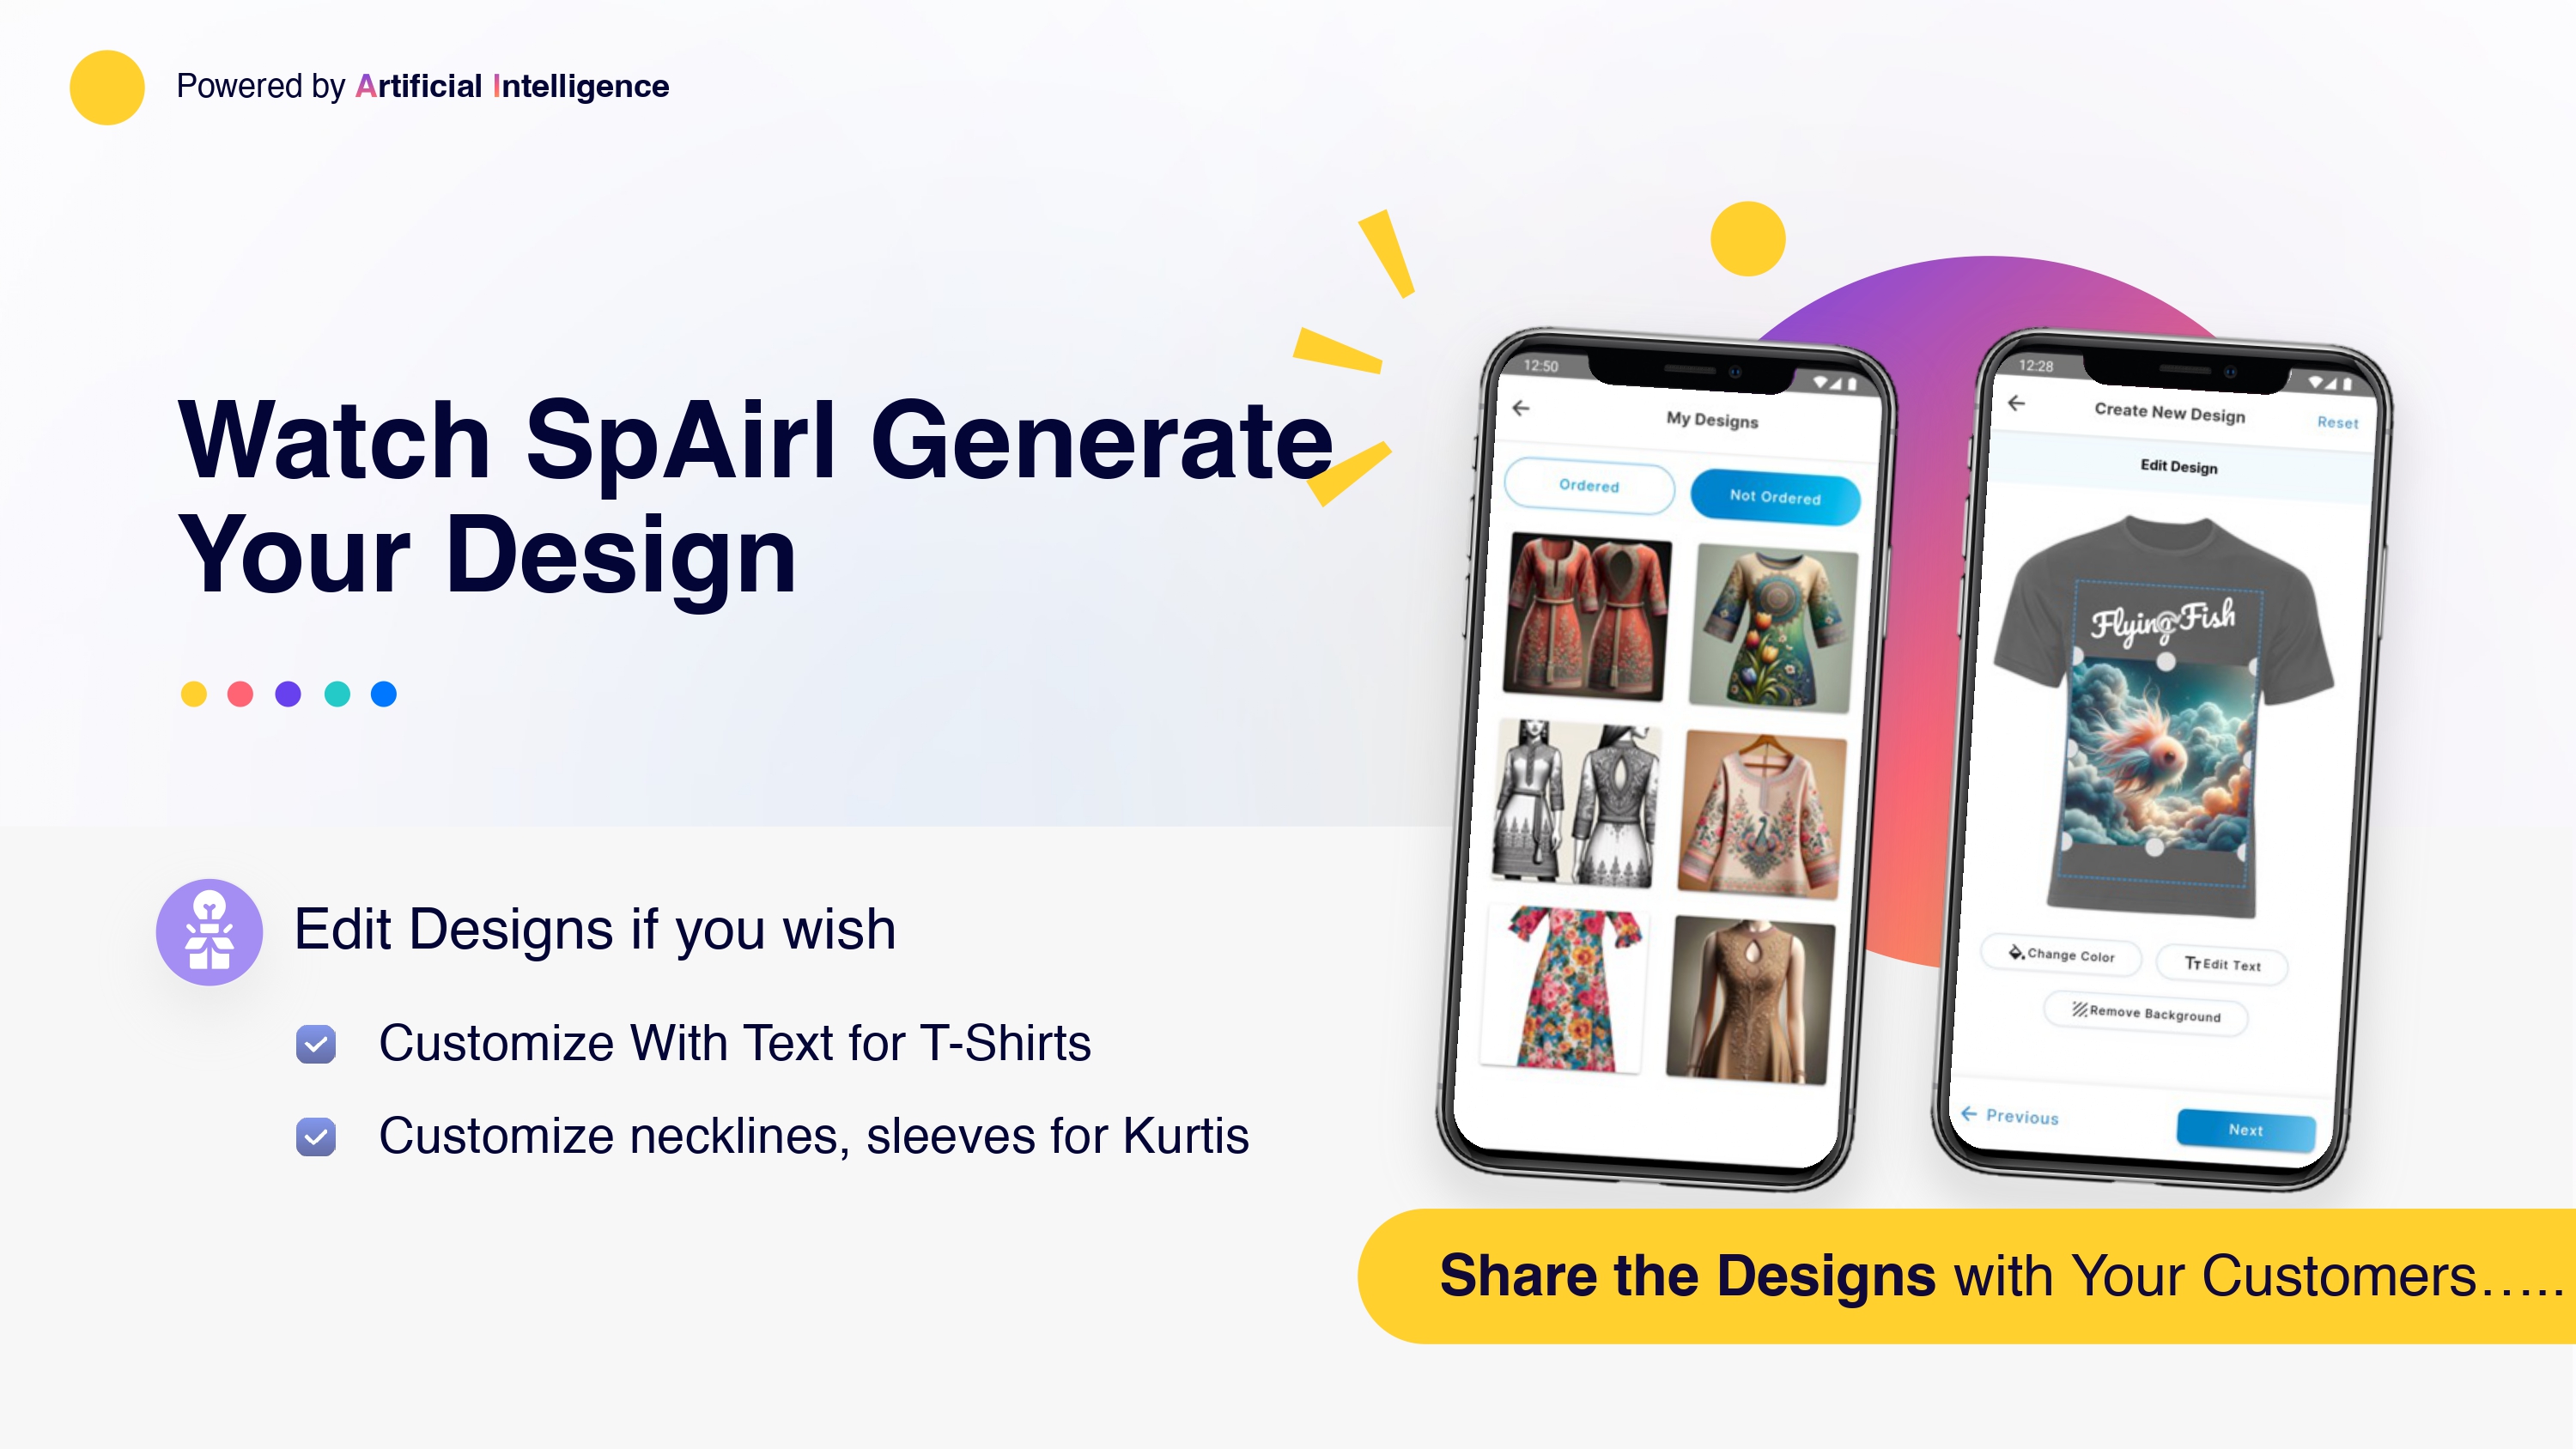 Powered by Artificial Intelligence
Watch SpAirl Generate
Your Design
Edit Designs if you wish
Customize With Text for T-Shirts
Customize necklines, sleeves for Kurtis
12:50
My Designs
Ordered
Not Ordered
12:28
Create New Design
Reset
Edit Design
Flying Fish
Change Color
Edit Text
Remove Background
Previous
Next
Share the Designs with Your Customers......